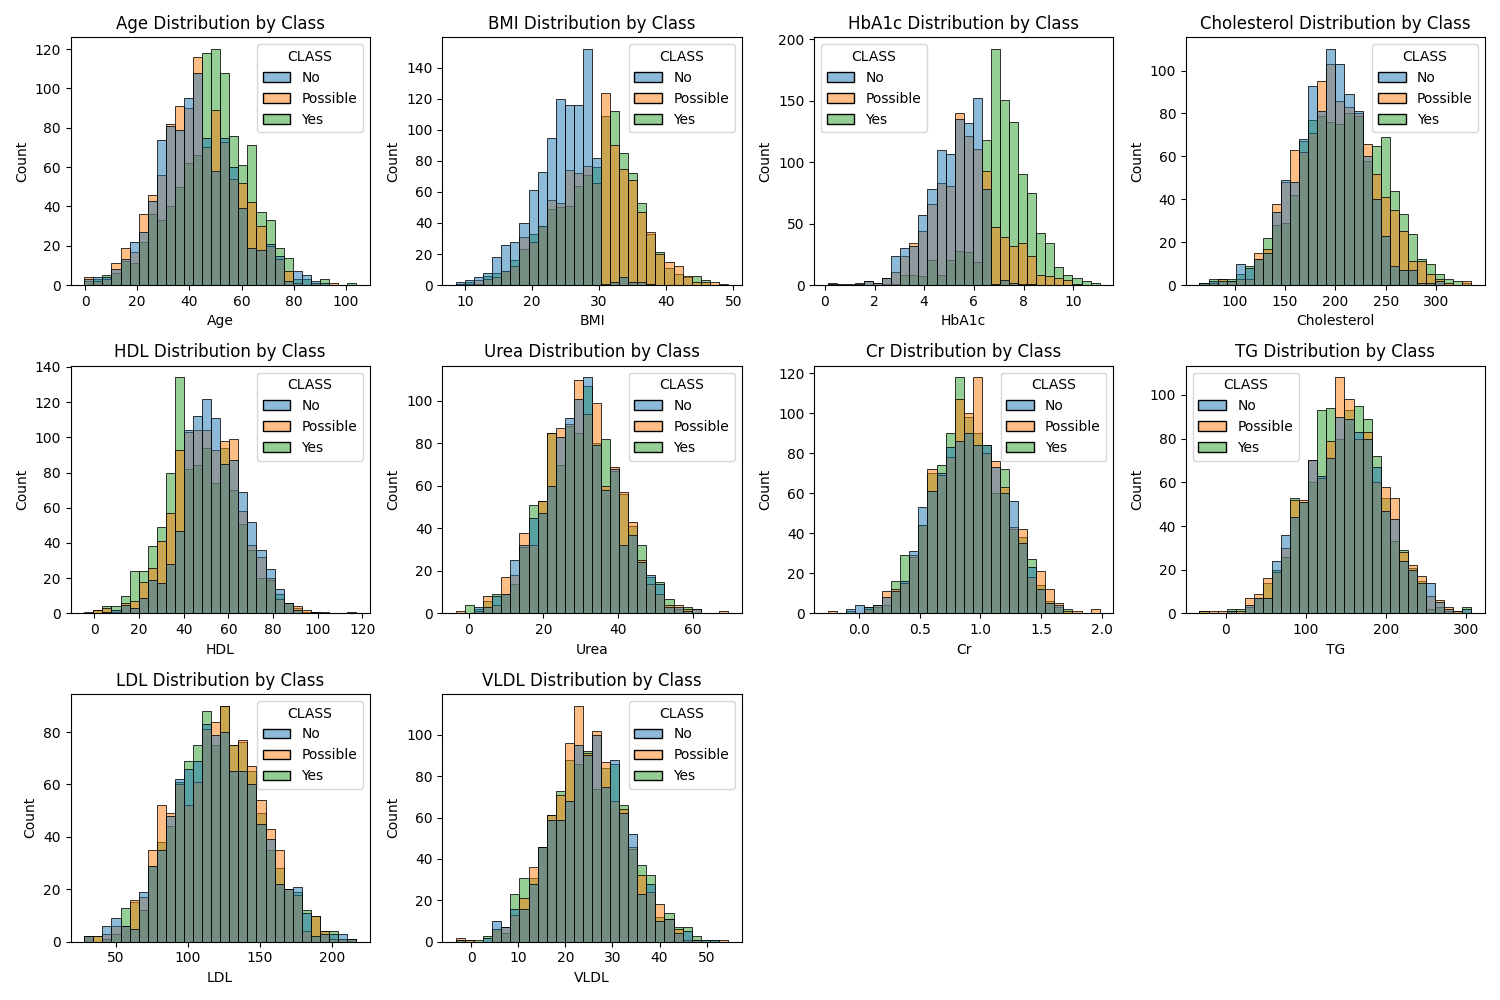 Age Distribution by Class
120
100
80
60
40
20
0
Count
0
20
40
60
80
100
Age
CLASS
No
Possible
Yes
BMI Distribution by Class
140
120
100
80
60
40
20
0
Count
10
20
30
40
50
BMI
CLASS
No
Possible
Yes
HbA1c Distribution by Class
200
150
100
50
0
Count
0
2
4
6
8
10
HbA1c
CLASS
No
Possible
Yes
Cholesterol Distribution by Class
100
80
60
40
20
0
Count
100
150
200
250
300
Cholesterol
CLASS
No
Possible
Yes
HDL Distribution by Class
140
120
100
80
60
40
20
0
Count
0
20
40
60
80
100
120
HDL
CLASS
No
Possible
Yes
Urea Distribution by Class
100
80
60
40
20
0
Count
0
20
40
60
Urea
CLASS
No
Possible
Yes
Cr Distribution by Class
120
100
80
60
40
20
0
Count
0.0
0.5
1.0
1.5
2.0
Cr
CLASS
No
Possible
Yes
TG Distribution by Class
100
80
60
40
20
0
Count
0
100
200
300
TG
CLASS
No
Possible
Yes
LDL Distribution by Class
80
60
40
20
0
Count
50
100
150
200
LDL
CLASS
No
Possible
Yes
VLDL Distribution by Class
100
80
60
40
20
0
Count
0
10
20
30
40
50
VLDL
CLASS
No
Possible
Yes